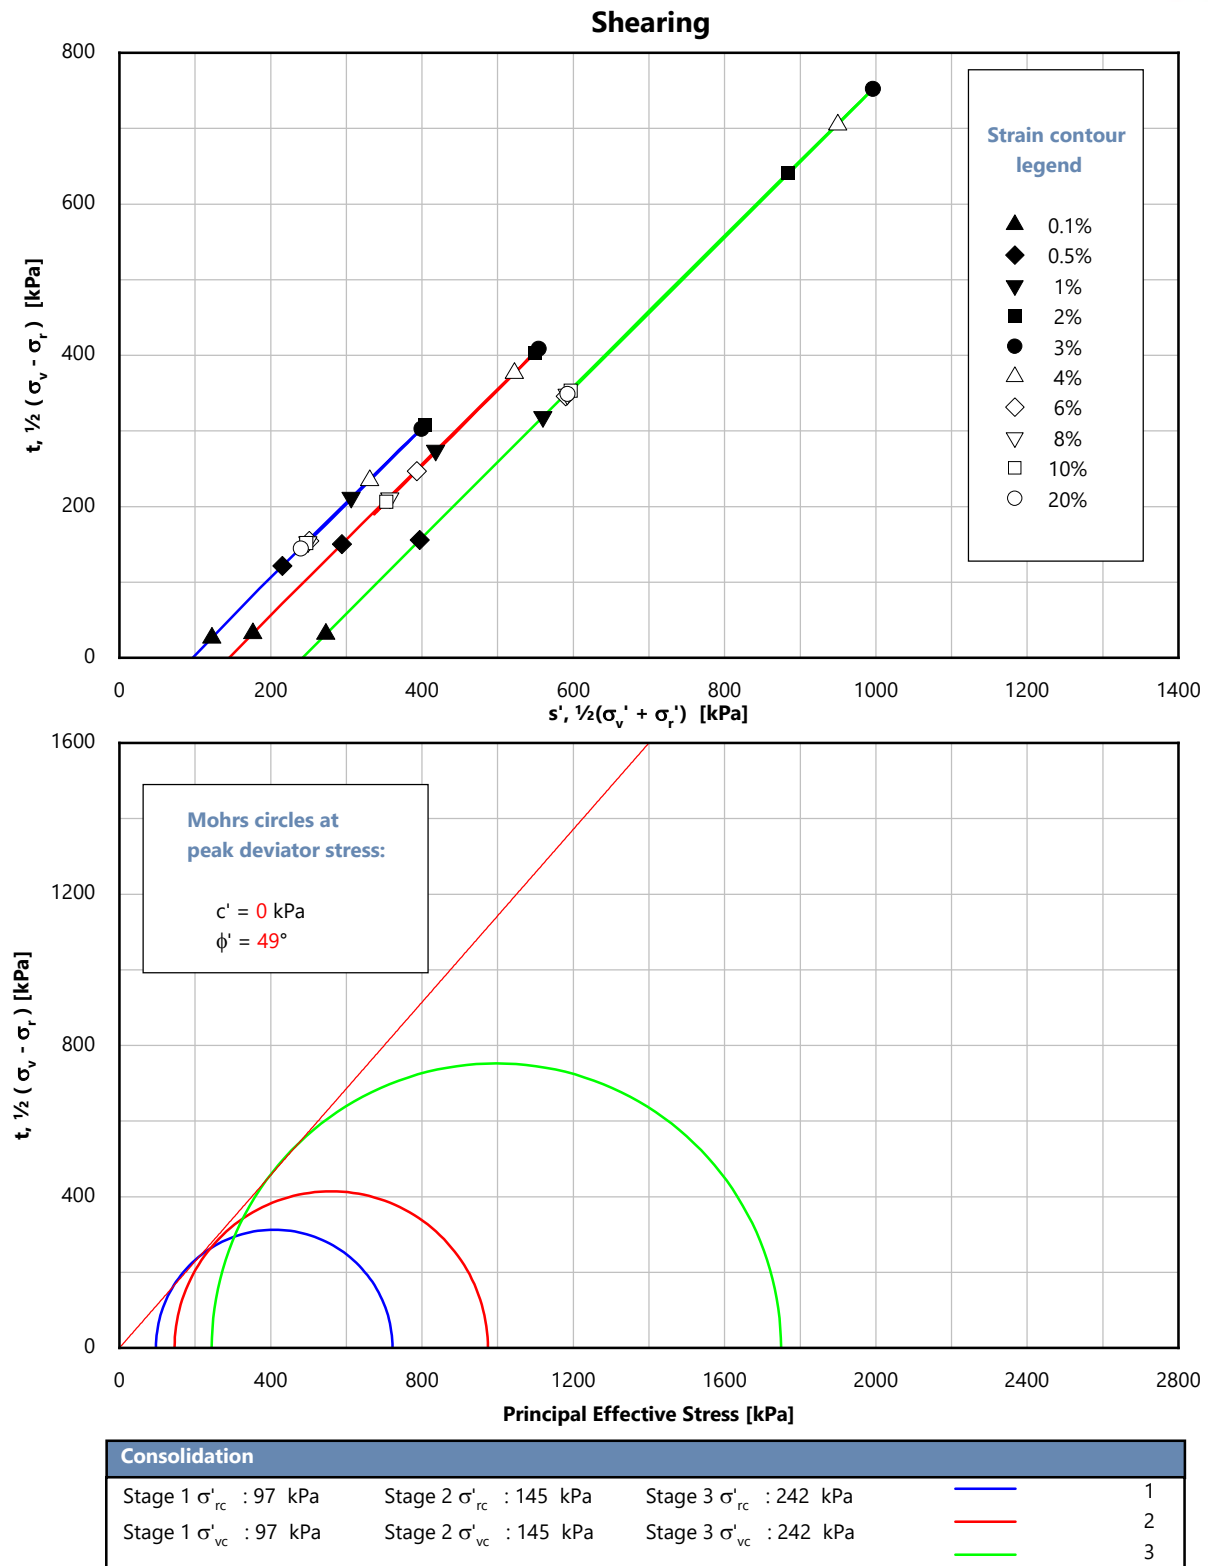 Shearing
800
600
400
200
0
t, ½ ( σv - σr ) [kPa]
Strain contour
legend
0.1%
0.5%
1%
2%
3%
4%
6%
8%
10%
20%
0 200 400 600 800 1000 1200 1400
s', ½(σv' + σr') [kPa]
1600
1200
800
400
0
t, ½ ( σv - σr ) [kPa]
Mohrs circles at
peak deviator stress:
c' = 0 kPa
ϕ' = 49°
0 400 800 1200 1600 2000 2400 2800
Principal Effective Stress [kPa]
Consolidation
Stage 1 σ'rc : 97 kPa Stage 2 σ'rc : 145 kPa Stage 3 σ'rc : 242 kPa 1
Stage 1 σ'vc : 97 kPa Stage 2 σ'vc : 145 kPa Stage 3 σ'vc : 242 kPa 2
3